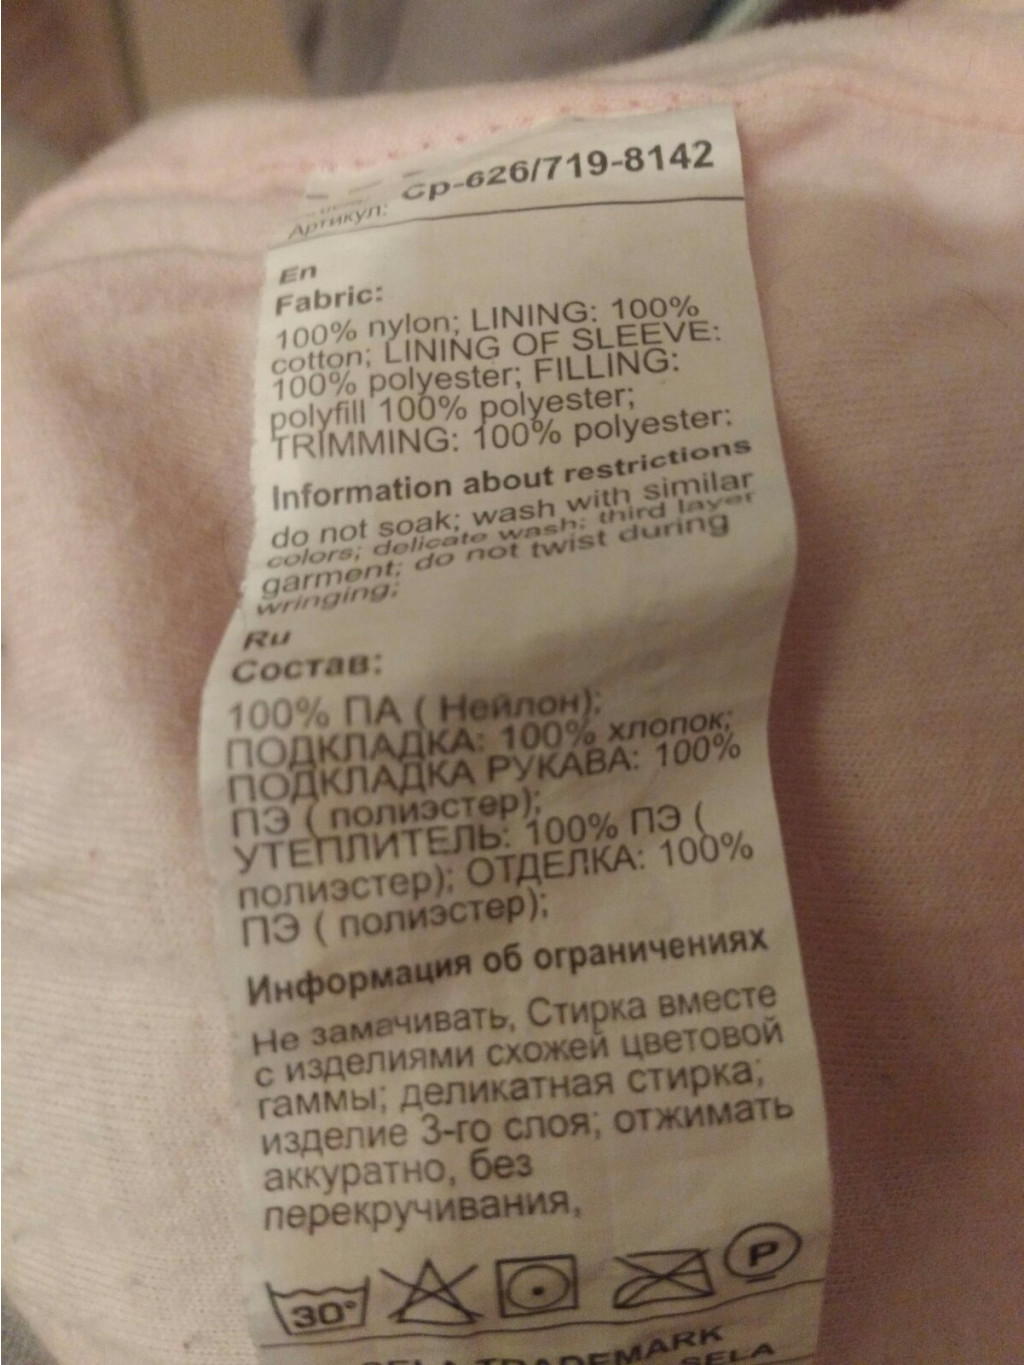 Артикул: Cp-626/719-8142
En
Fabric:
100% nylon; LINING: 100%
cotton; LINING OF SLEEVE:
100% polyester; FILLING:
polyfill 100% polyester;
TRIMMING: 100% polyester;
Information about restrictions
do not soak; wash with similar
colors; delicate wash; third layer
garment; do not twist during
wringing;
Ru
Состав:
100% ПА ( Нейлон);
ПОДКЛАДКА: 100% хлопок;
ПОДКЛАДКА РУКАВА: 100%
ПЭ ( полиэстер);
УТЕПЛИТЕЛЬ: 100% ПЭ (
полиэстер); ОТДЕЛКА: 100%
ПЭ ( полиэстер);
Информация об ограничениях
Не замачивать, Стирка вместе
с изделиями схожей цветовой
гаммы; деликатная стирка;
изделие 3-го слоя; отжимать
аккуратно, без
перекручивания,
30° P
SELA TRADEMARK
SELA